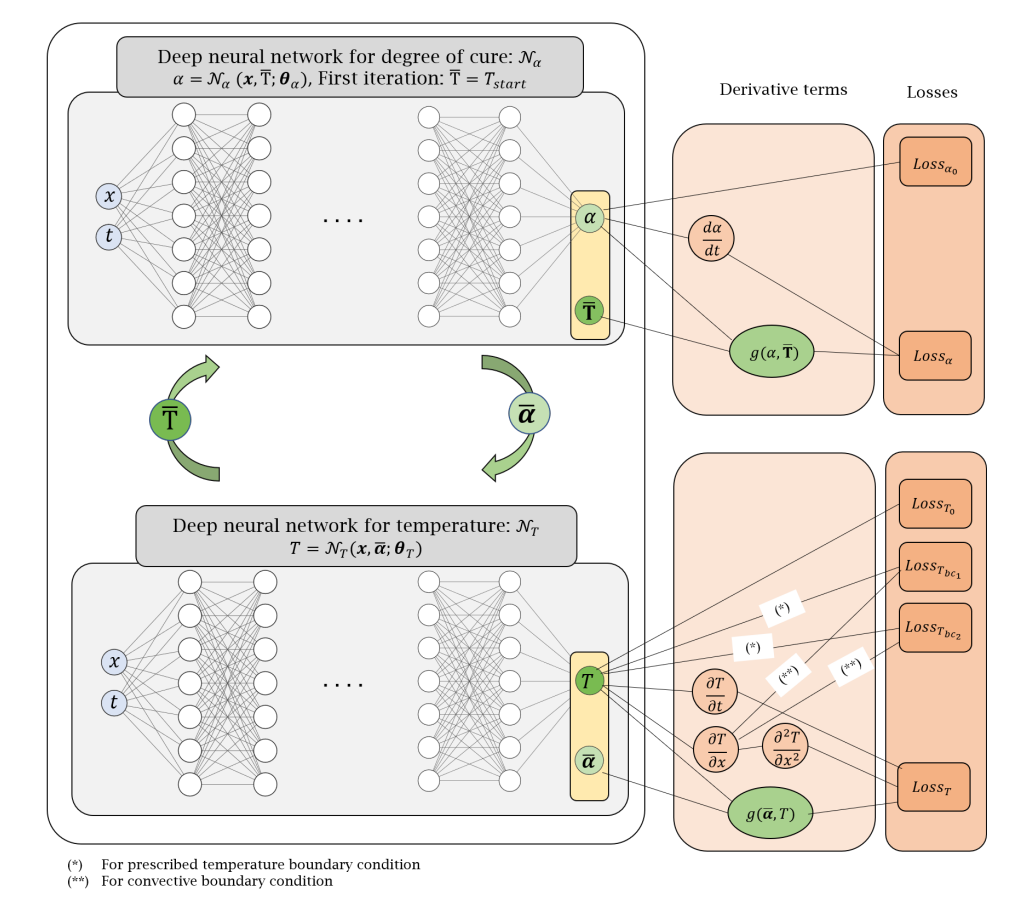 Deep neural network for degree of cure: 𝒩_α
α = 𝒩_α (x, T̅; θ_α), First iteration: T̅ = T_start
Derivative terms
Losses
x
t
. . . .
α
T̅
dα/dt
g(α, T̅)
Loss_α₀
Loss_α
T̅
α̅
Deep neural network for temperature: 𝒩_T
T = 𝒩_T(x, α̅; θ_T)
x
t
. . . .
T
α̅
(*)
(*)
(**)
(**)
∂T/∂t
∂T/∂x
∂²T/∂x²
g(α̅, T)
Loss_T₀
Loss_T_bc₁
Loss_T_bc₂
Loss_T
(*) For prescribed temperature boundary condition
(**) For convective boundary condition